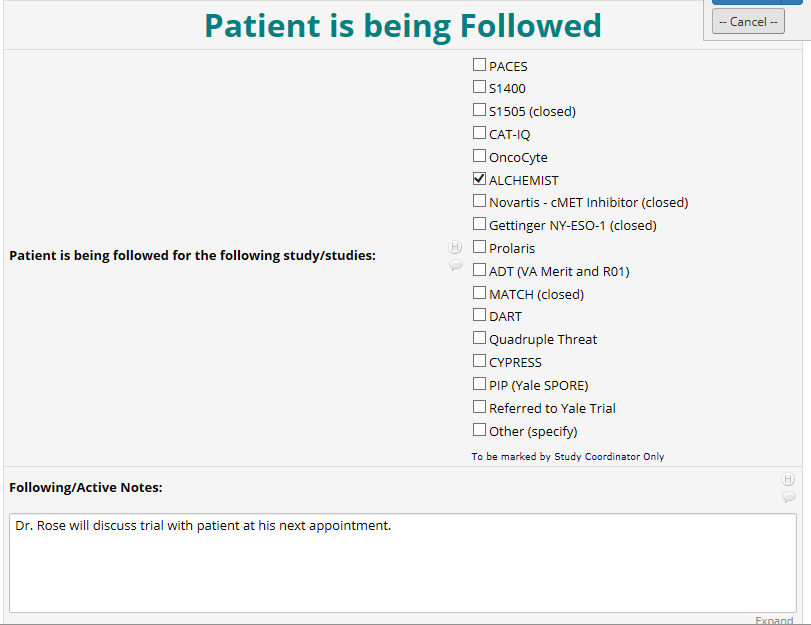 Patient is being Followed
-- Cancel --
PACES
S1400
S1505 (closed)
CAT-IQ
OncoCyte
ALCHEMIST
Novartis - cMET Inhibitor (closed)
Gettinger NY-ESO-1 (closed)
Patient is being followed for the following study/studies:
H
Prolaris
ADT (VA Merit and R01)
MATCH (closed)
DART
Quadruple Threat
CYPRESS
PIP (Yale SPORE)
Referred to Yale Trial
Other (specify)
To be marked by Study Coordinator Only
Following/Active Notes:
H
Dr. Rose will discuss trial with patient at his next appointment.
Expand